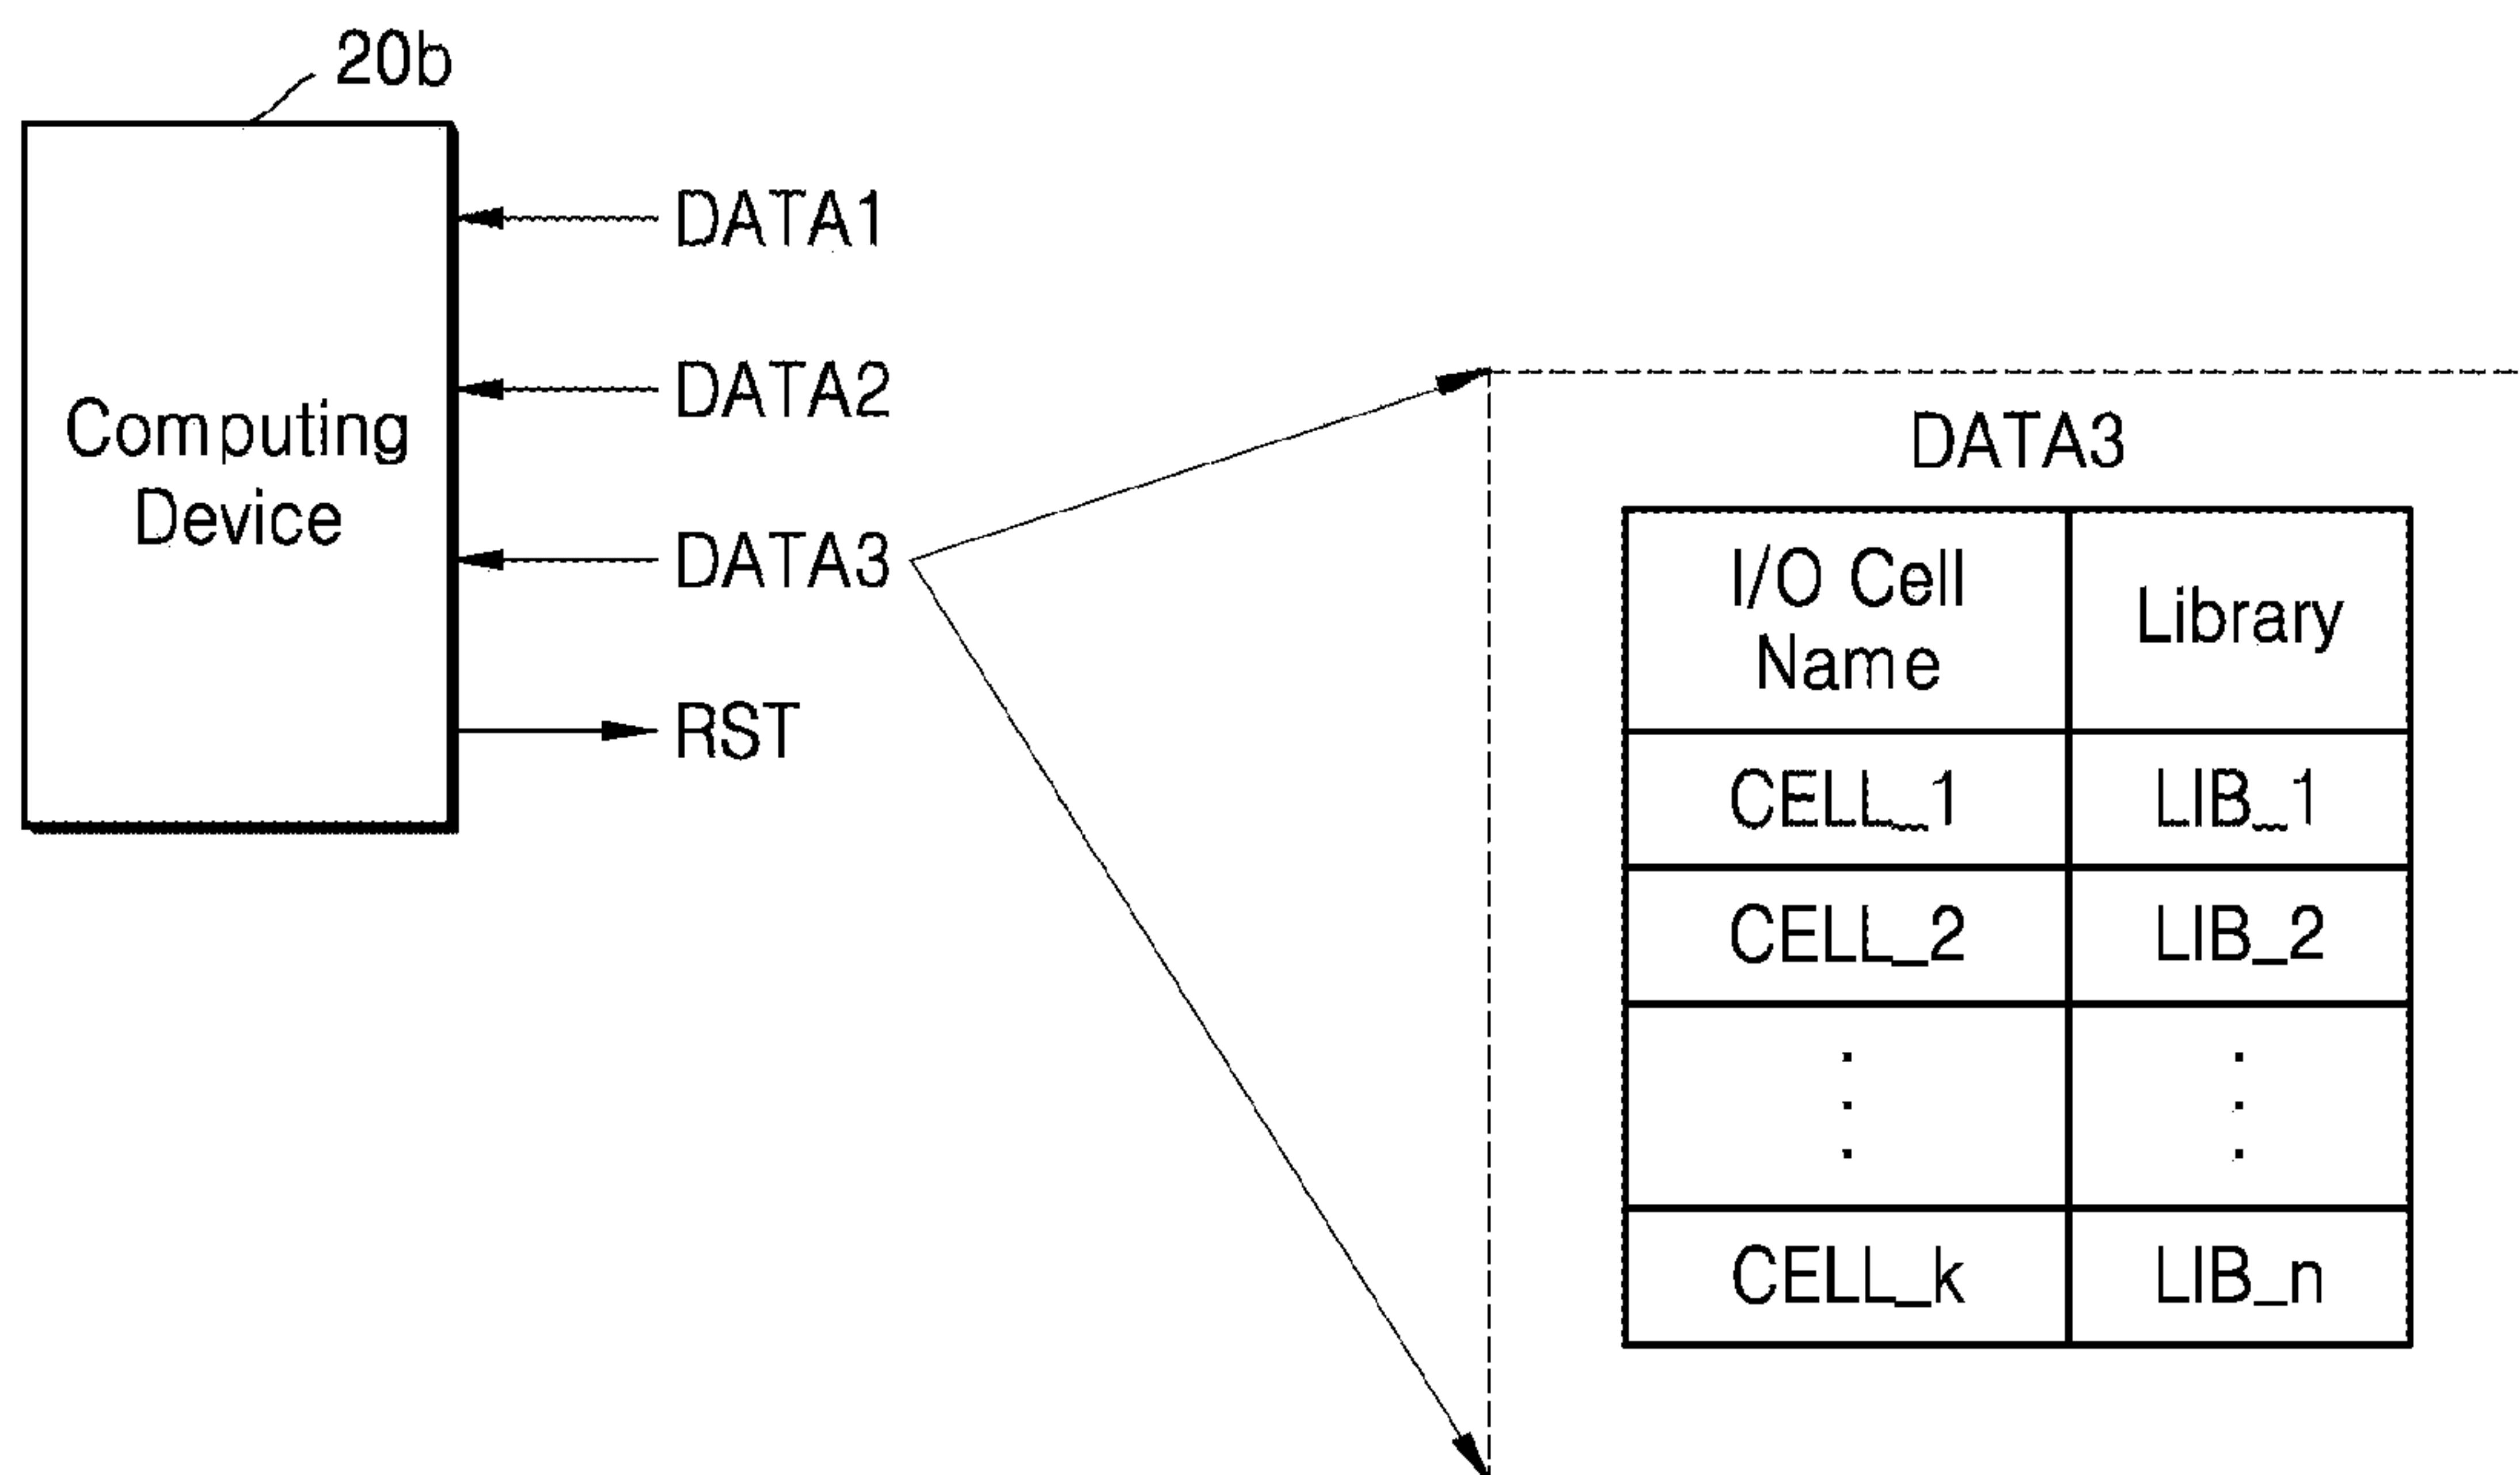 20b
Computing
Device
DATA1
DATA2
DATA3
RST
DATA3
I/O Cell
Name
Library
CELL_1
LIB_1
CELL_2
LIB_2
CELL_k
LIB_n